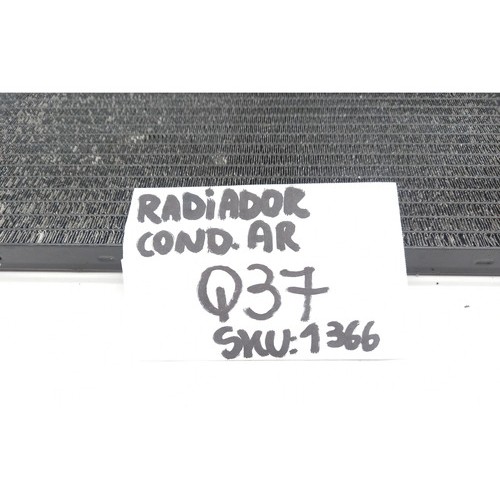 RADiADOR
COND. AR
Q37
SKU: 1366